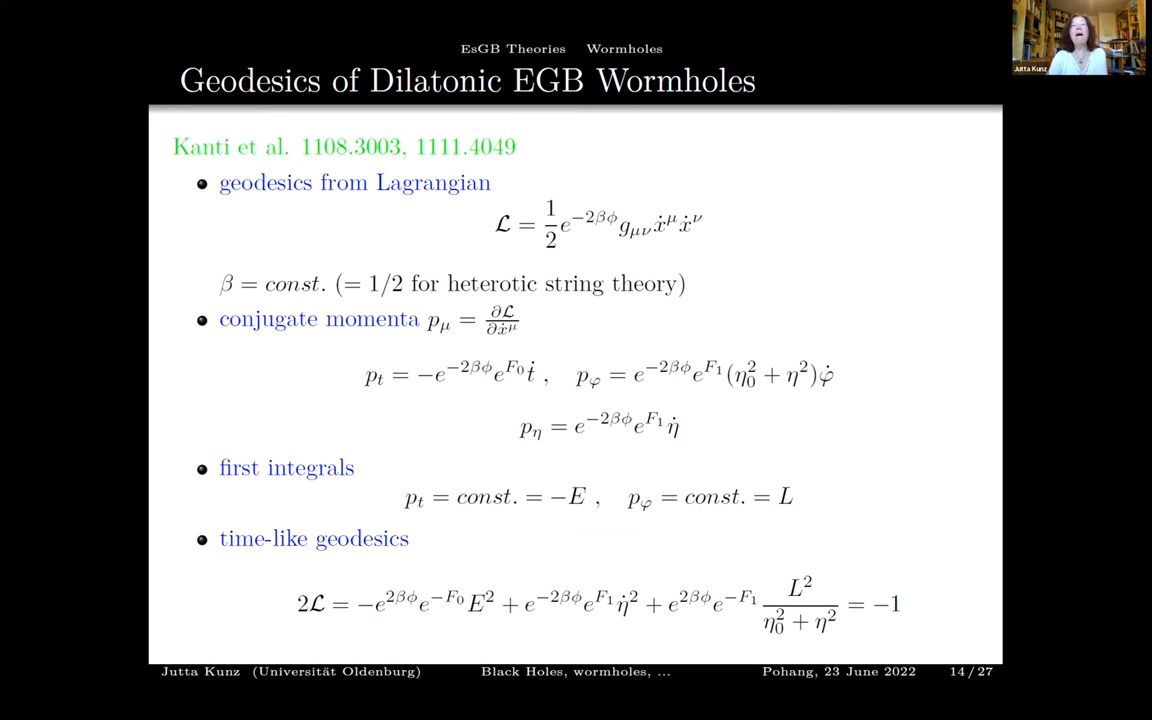 EsGB Theories Wormholes
Geodesics of Dilatonic EGB Wormholes
Jutta Kunz
Kanti et al. 1108.3003, 1111.4049
• geodesics from Lagrangian
ℒ = 1/2 e^{−2βϕ} g_{μν} ẋ^μ ẋ^ν
β = const. (= 1/2 for heterotic string theory)
• conjugate momenta p_μ = ∂ℒ/∂ẋ^μ
p_t = −e^{−2βϕ} e^{F_0} ṫ , p_φ = e^{−2βϕ} e^{F_1} (η_0^2 + η^2) φ̇
p_η = e^{−2βϕ} e^{F_1} η̇
• first integrals
p_t = const. = −E , p_φ = const. = L
• time-like geodesics
2ℒ = −e^{2βϕ} e^{−F_0} E^2 + e^{−2βϕ} e^{F_1} η̇^2 + e^{2βϕ} e^{−F_1} L^2/(η_0^2 + η^2) = −1
Jutta Kunz (Universität Oldenburg) Black Holes, wormholes, ... Pohang, 23 June 2022 14/27